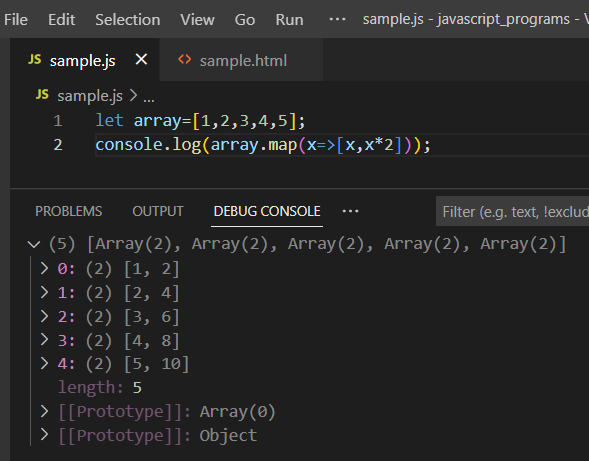 File Edit Selection View Go Run ··· sample.js - javascript_programs - V
JS sample.js × <> sample.html
JS sample.js > ...
1 let array=[1,2,3,4,5];
2 console.log(array.map(x=>[x,x*2]));
PROBLEMS OUTPUT DEBUG CONSOLE ··· Filter (e.g. text, !exclud
(5) [Array(2), Array(2), Array(2), Array(2), Array(2)]
0: (2) [1, 2]
1: (2) [2, 4]
2: (2) [3, 6]
3: (2) [4, 8]
4: (2) [5, 10]
length: 5
[[Prototype]]: Array(0)
[[Prototype]]: Object